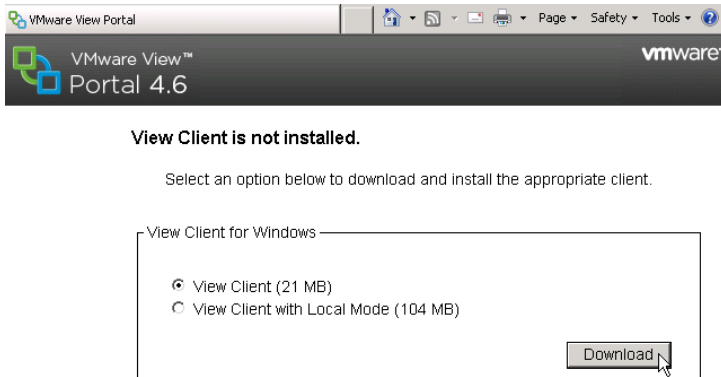 VMware View Portal
Page Safety Tools ?
VMware View™
Portal 4.6
vmware
View Client is not installed.
Select an option below to download and install the appropriate client.
View Client for Windows
View Client (21 MB)
View Client with Local Mode (104 MB)
Download